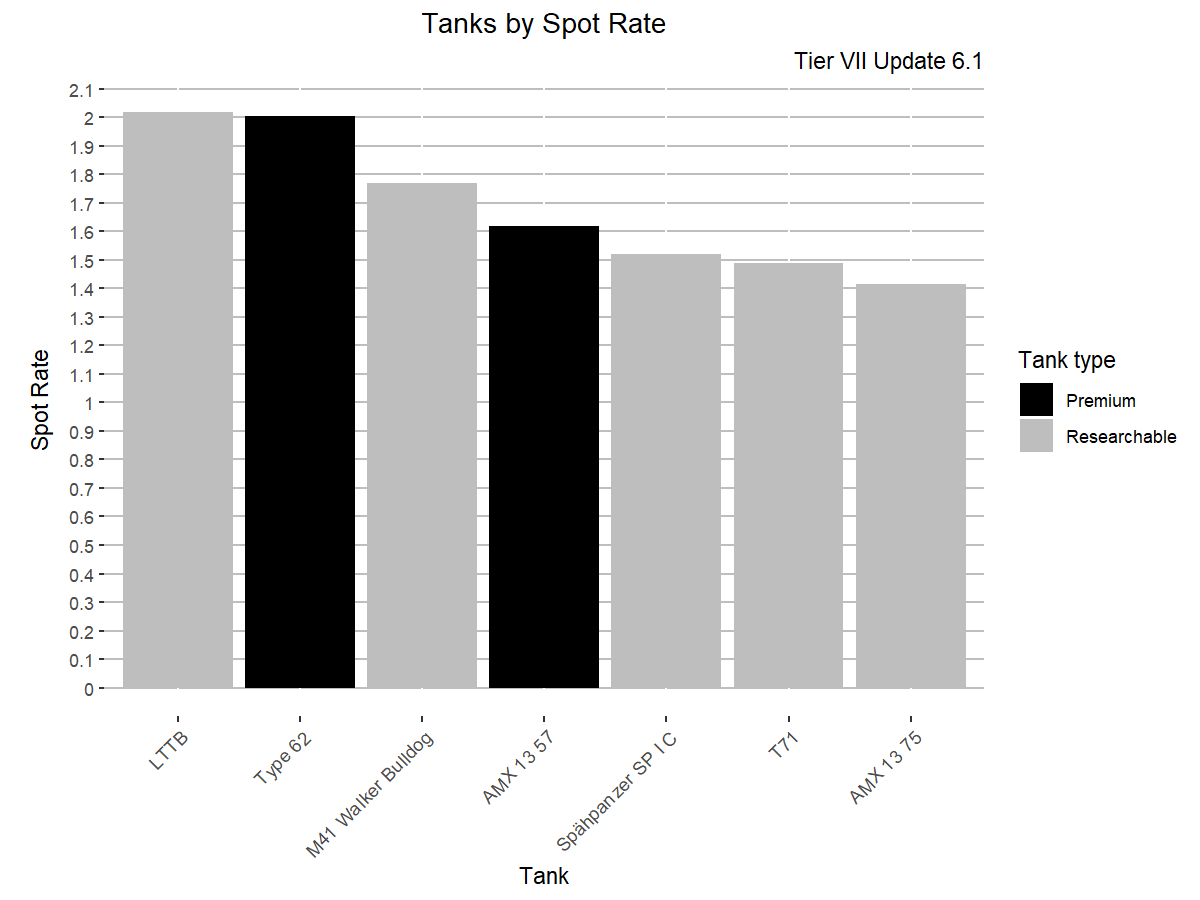 Tanks by Spot Rate
Tier VII Update 6.1
Spot Rate
2.1
2
1.9
1.8
1.7
1.6
1.5
1.4
1.3
1.2
1.1
1
0.9
0.8
0.7
0.6
0.5
0.4
0.3
0.2
0.1
0
LTTB
Type 62
M41 Walker Bulldog
AMX 13 57
Spähpanzer SP I C
T71
AMX 13 75
Tank
Tank type
Premium
Researchable